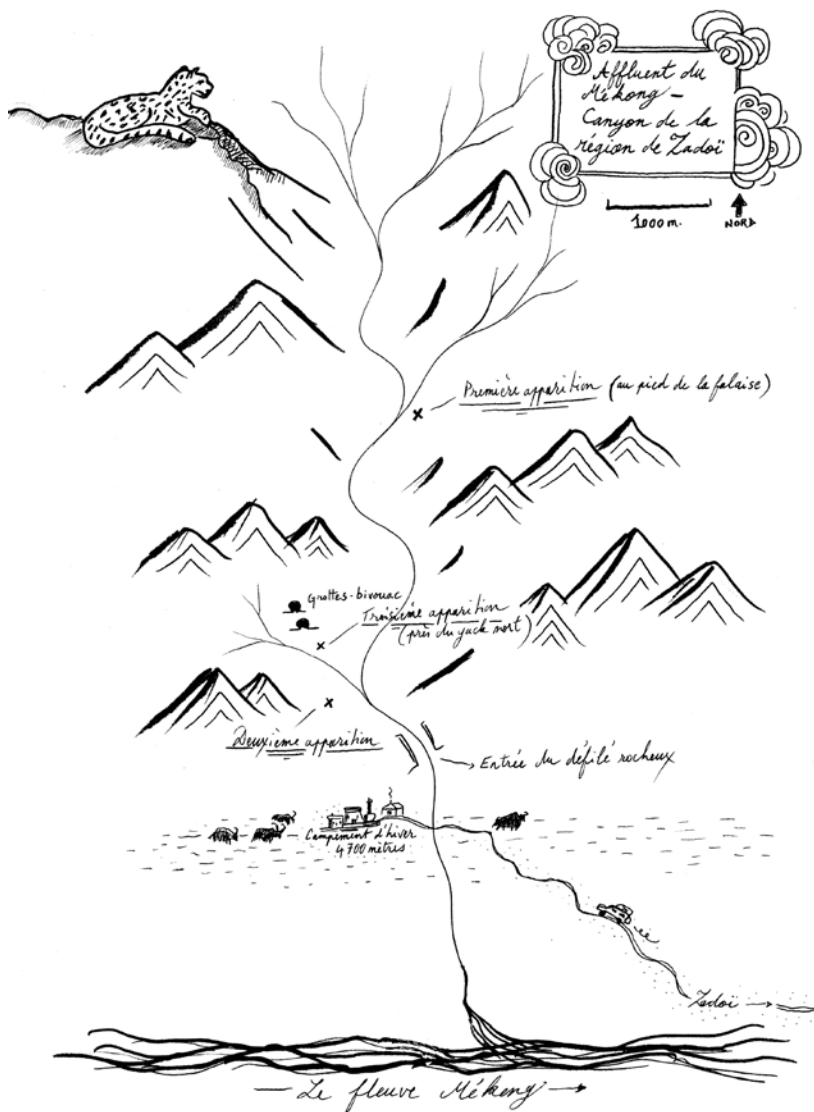 Affluent du
Mékong –
Canyon de la
région de Zadoï
1000 m.
NORD
Première apparition (au pied de la falaise)
Grottes-bivouac
Troisième apparition
(près du yack mort)
Deuxième apparition
Entrée du défilé rocheux
Campement d'hiver
4700 mètres
Zadoï
Le fleuve Mékong